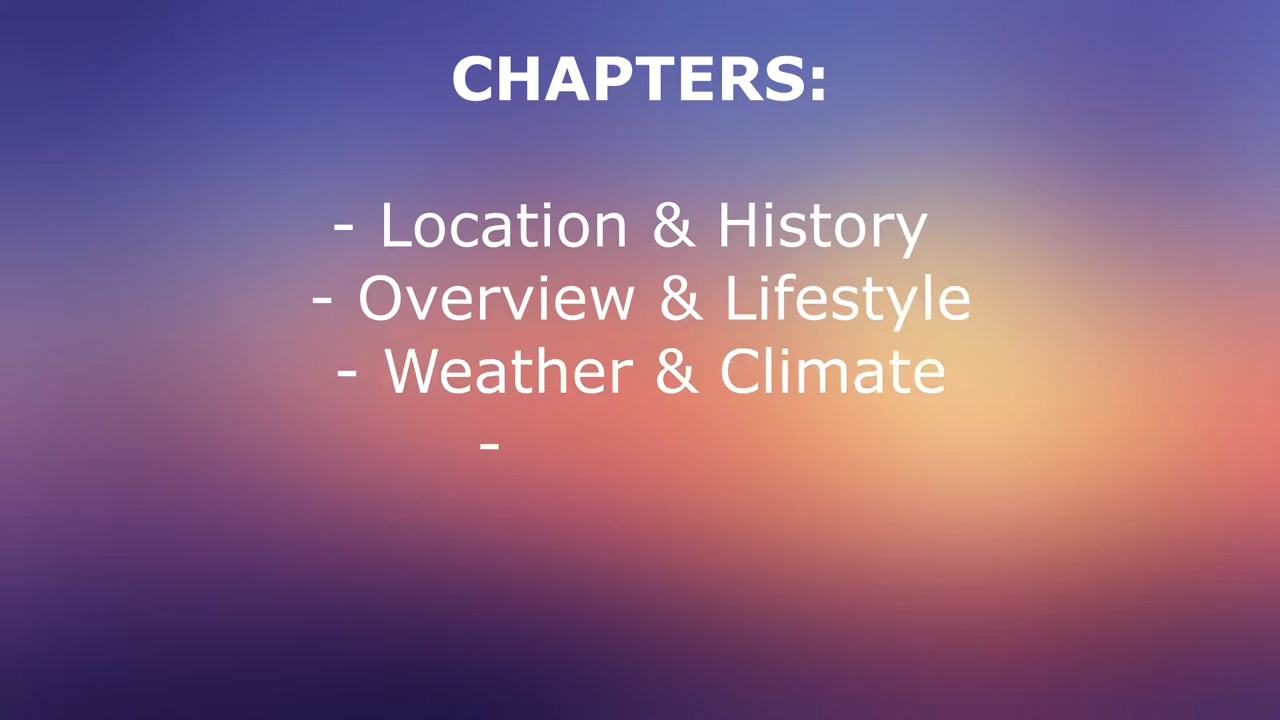 CHAPTERS:
- Location & History
- Overview & Lifestyle
- Weather & Climate
-